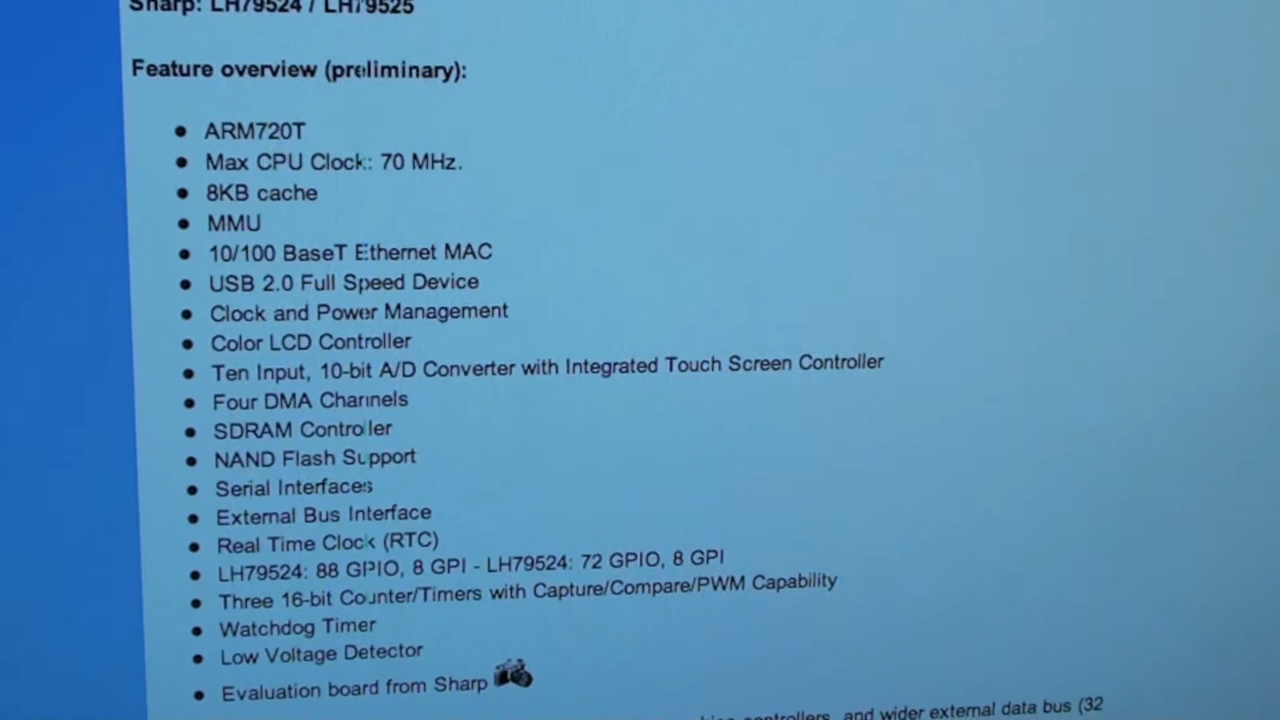 Sharp: LH79524 / LH79525
Feature overview (preliminary):
ARM720T
Max CPU Clock: 70 MHz.
8KB cache
MMU
10/100 BaseT Ethernet MAC
USB 2.0 Full Speed Device
Clock and Power Management
Color LCD Controller
Ten Input, 10-bit A/D Converter with Integrated Touch Screen Controller
Four DMA Channels
SDRAM Controller
NAND Flash Support
Serial Interfaces
External Bus Interface
Real Time Clock (RTC)
LH79524: 88 GPIO, 8 GPI - LH79524: 72 GPIO, 8 GPI
Three 16-bit Counter/Timers with Capture/Compare/PWM Capability
Watchdog Timer
Low Voltage Detector
Evaluation board from Sharp
controllers, and wider external data bus (32